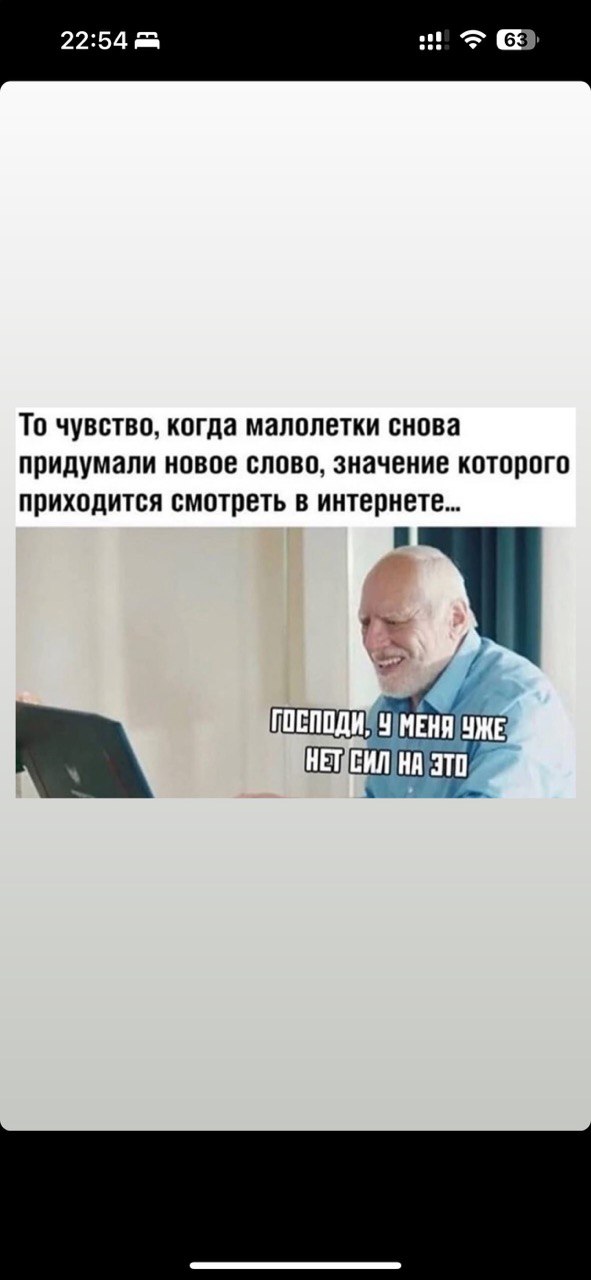 22:54
63
То чувство, когда малолетки снова
придумали новое слово, значение которого
приходится смотреть в интернете...
ГОСПОДИ, У МЕНЯ УЖЕ
НЕТ СИЛ НА ЭТО